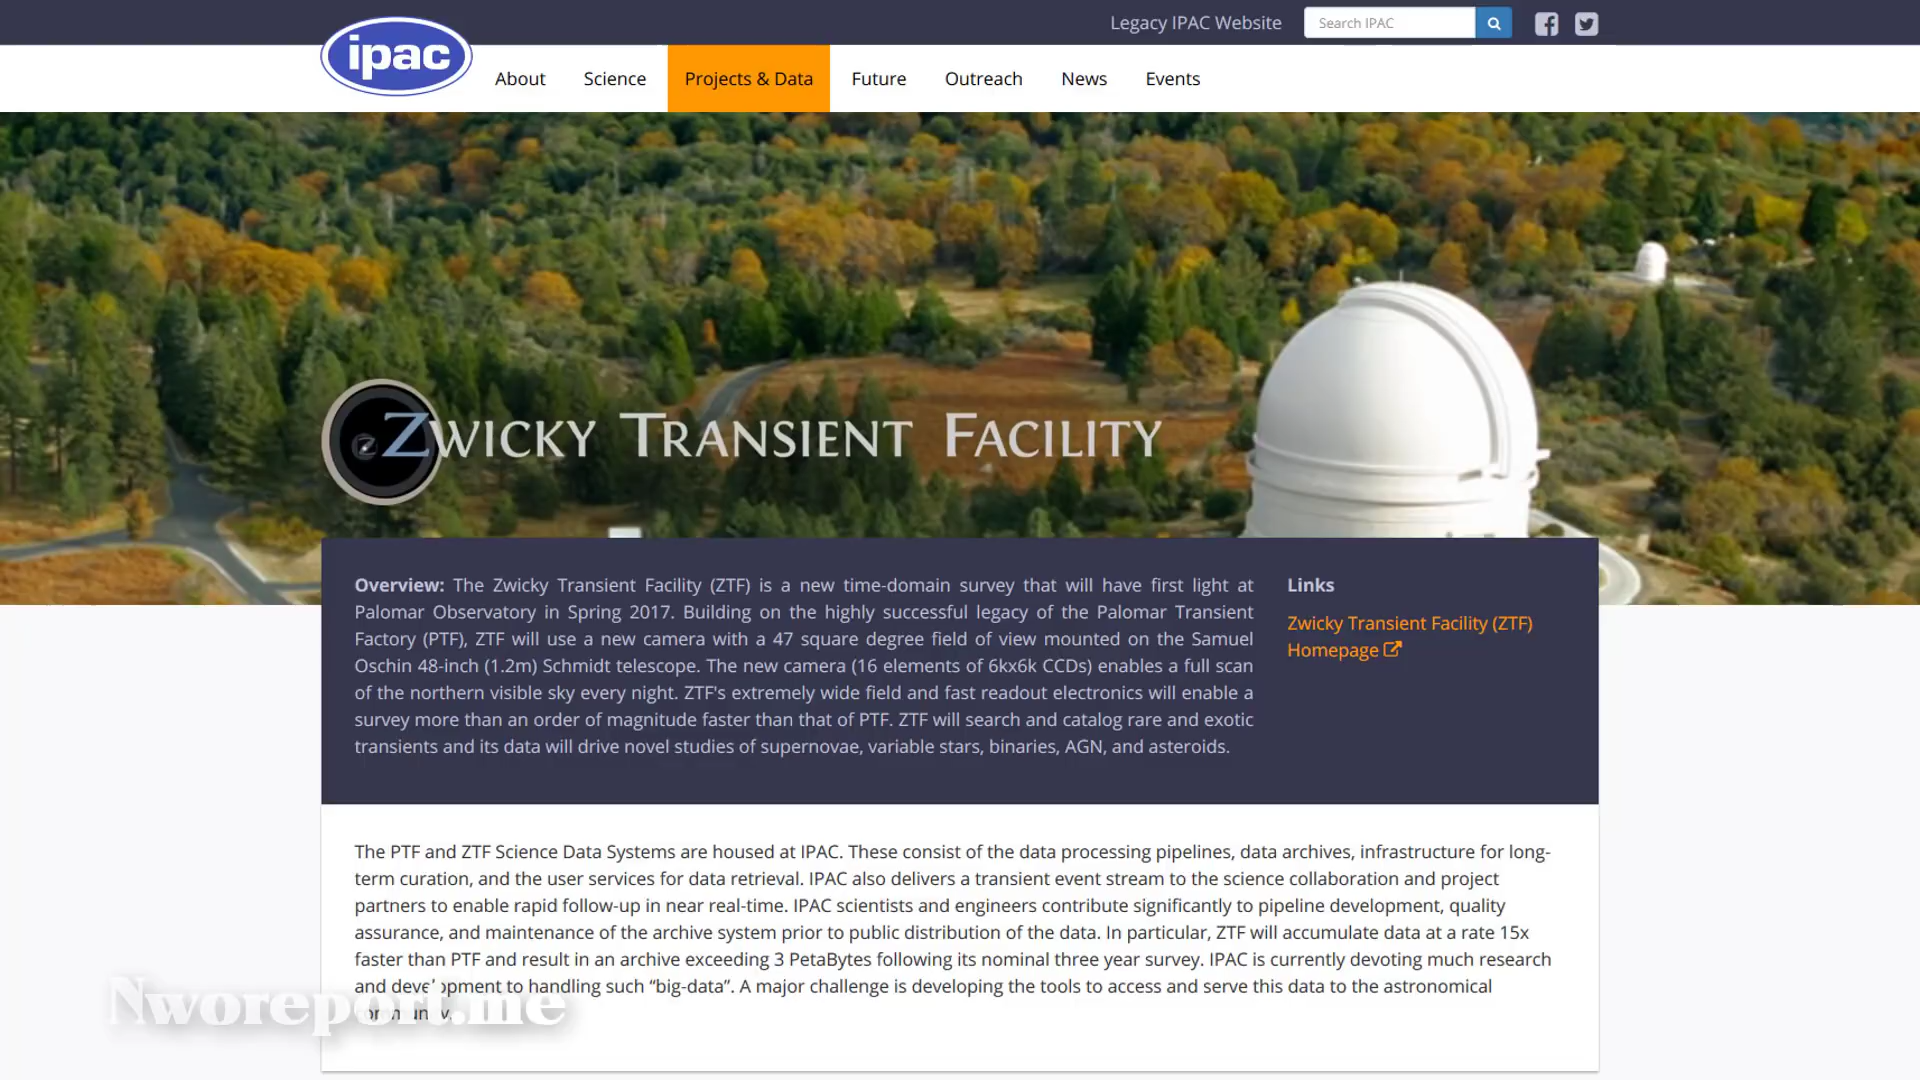 Legacy IPAC Website
Search IPAC
ipac
About
Science
Projects & Data
Future
Outreach
News
Events
ZWICKY TRANSIENT FACILITY
Overview: The Zwicky Transient Facility (ZTF) is a new time-domain survey that will have first light at
Palomar Observatory in Spring 2017. Building on the highly successful legacy of the Palomar Transient
Factory (PTF), ZTF will use a new camera with a 47 square degree field of view mounted on the Samuel
Oschin 48-inch (1.2m) Schmidt telescope. The new camera (16 elements of 6kx6k CCDs) enables a full scan
of the northern visible sky every night. ZTF's extremely wide field and fast readout electronics will enable a
survey more than an order of magnitude faster than that of PTF. ZTF will search and catalog rare and exotic
transients and its data will drive novel studies of supernovae, variable stars, binaries, AGN, and asteroids.
Links
Zwicky Transient Facility (ZTF)
Homepage
The PTF and ZTF Science Data Systems are housed at IPAC. These consist of the data processing pipelines, data archives, infrastructure for long-
term curation, and the user services for data retrieval. IPAC also delivers a transient event stream to the science collaboration and project
partners to enable rapid follow-up in near real-time. IPAC scientists and engineers contribute significantly to pipeline development, quality
assurance, and maintenance of the archive system prior to public distribution of the data. In particular, ZTF will accumulate data at a rate 15x
faster than PTF and result in an archive exceeding 3 PetaBytes following its nominal three year survey. IPAC is currently devoting much research
and development to handling such “big-data”. A major challenge is developing the tools to access and serve this data to the astronomical
community.
Nworeport.me